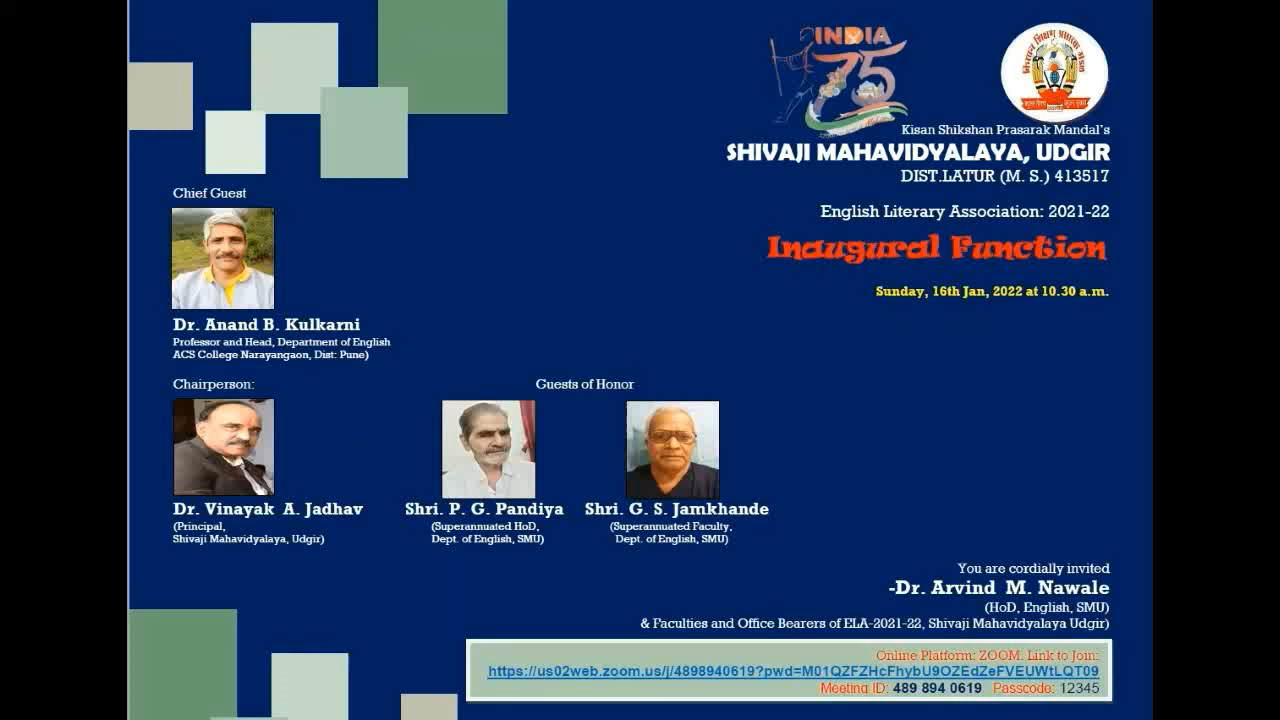 INDIA
75
Kisan Shikshan Prasarak Mandal's
SHIVAJI MAHAVIDYALAYA, UDGIR
DIST.LATUR (M. S.) 413517
English Literary Association: 2021-22
Inaugural Function
Sunday, 16th Jan, 2022 at 10.30 a.m.
Chief Guest
Dr. Anand B. Kulkarni
Professor and Head, Department of English
ACS College Narayangaon, Dist: Pune)
Chairperson:
Dr. Vinayak A. Jadhav
(Principal,
Shivaji Mahavidyalaya, Udgir)
Guests of Honor
Shri. P. G. Pandiya
(Superannuated HoD,
Dept. of English, SMU)
Shri. G. S. Jamkhande
(Superannuated Faculty,
Dept. of English, SMU)
You are cordially invited
-Dr. Arvind M. Nawale
(HoD, English, SMU)
& Faculties and Office Bearers of ELA-2021-22, Shivaji Mahavidyalaya Udgir)
Online Platform: ZOOM. Link to Join:
https://us02web.zoom.us/j/4898940619?pwd=M01QZFZHcFhybU9OZEdZeFVEUWtLQT09
Meeting ID: 489 894 0619 Passcode: 12345